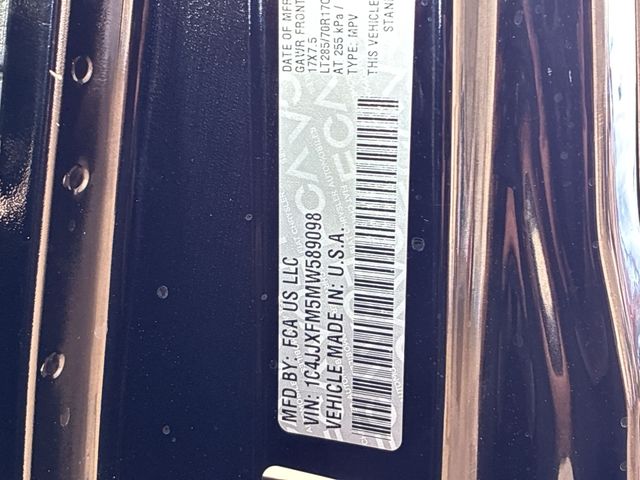 MFD BY: FCA US LLC
VIN: 1C4JJXFM5MW589098
VEHICLE MADE IN: U.S.A.
DATE OF MFR
GAWR FRONT
17X7.5
LT285/70R17C
AT 255 kPa /
TYPE: MPV
THIS VEHICLE
STAN